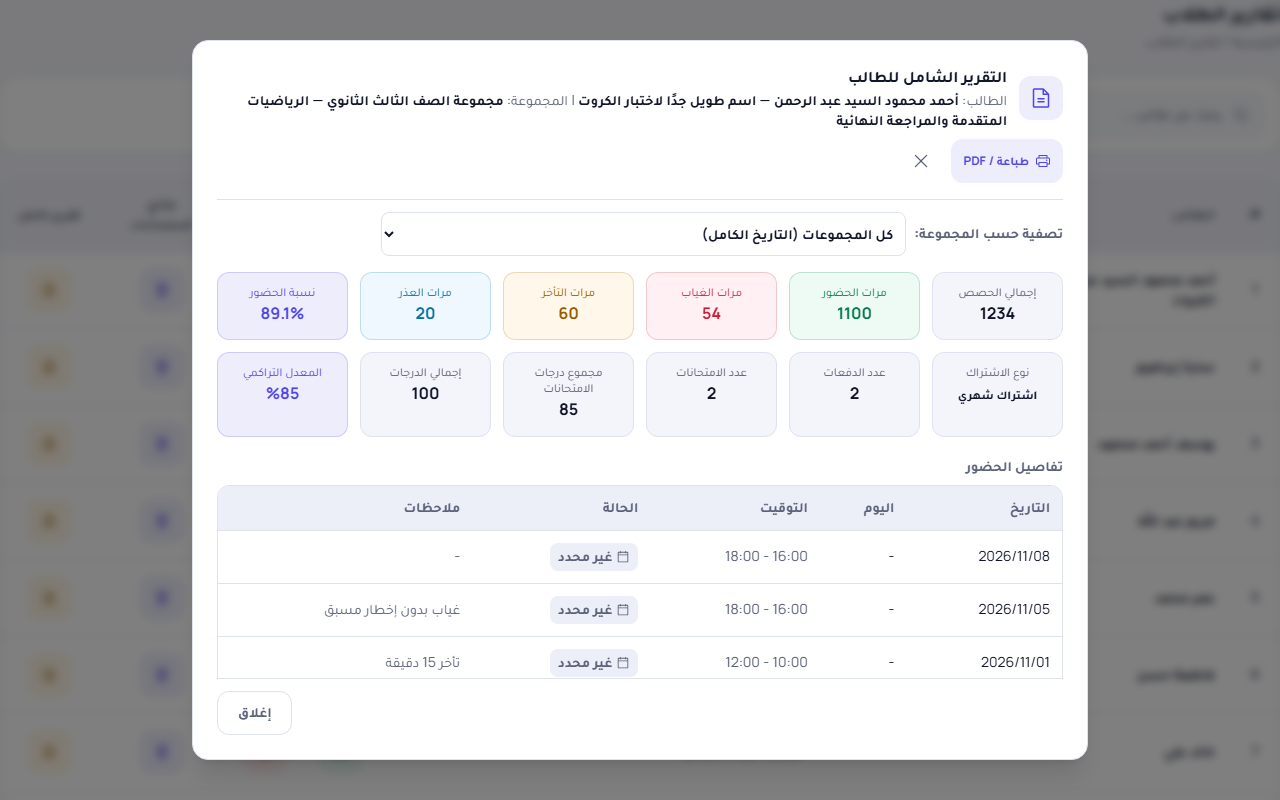 التقرير الشامل للطالب
الطالب: أحمد محمود السيد عبد الرحمن – اسم طويل جدًا لاختبار الكروت | المجموعة: مجموعة الصف الثالث الثانوي – الرياضيات
المتقدمة والمراجعة النهائية
طباعة / PDF
تصفية حسب المجموعة:
كل المجموعات (التاريخ الكامل)
إجمالي الحصص
1234
مرات الحضور
1100
مرات الغياب
54
مرات التأخر
60
مرات العذر
20
نسبة الحضور
89.1%
نوع الاشتراك
اشتراك شهري
عدد الدفعات
2
عدد الامتحانات
2
مجموع درجات
الامتحانات
85
إجمالي الدرجات
100
المعدل التراكمي
%85
تفاصيل الحضور
التاريخ اليوم التوقيت الحالة ملاحظات
2026/11/08 - 16:00 - 18:00 غير محدد -
2026/11/05 - 16:00 - 18:00 غير محدد غياب بدون إخطار مسبق
2026/11/01 - 10:00 - 12:00 غير محدد تأخر 15 دقيقة
إغلاق